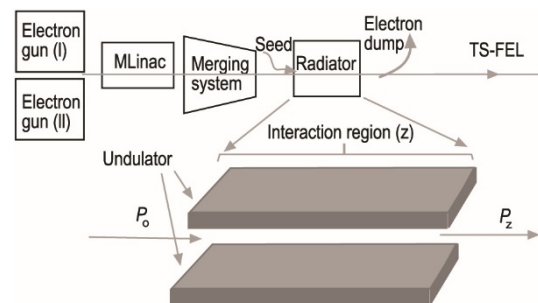 Electron
gun (I)
Electron
gun (II)
MLinac
Merging
system
Seed
Radiator
Electron
dump
TS-FEL
Interaction region (z)
Undulator
Po
Pz